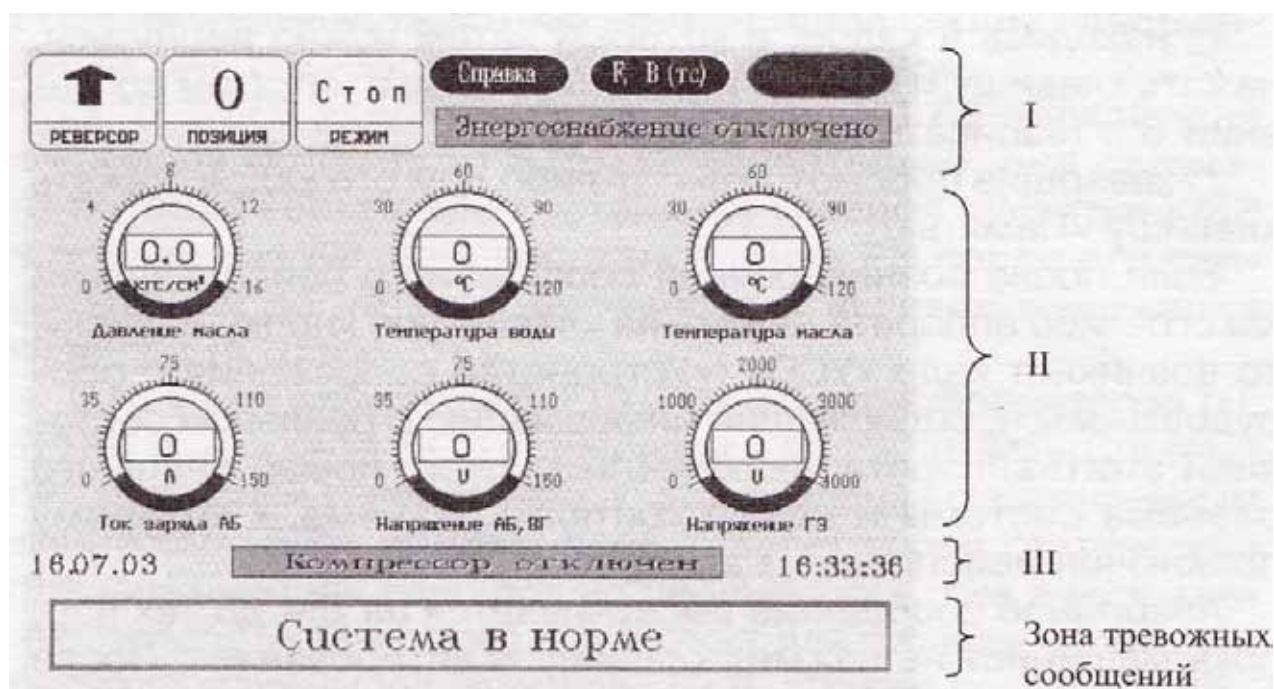 Стоп Справка F, В (тс)
0
РЕВЕРСОР ПОЗИЦИЯ РЕЖИМ
Энергоснабжение отключено
I
8 60 60
4 12 30 90 30 90
0.0 0 0
кгс/см² °C °C
0 16 0 120 0 120
Давление масла Температура воды Температура масла
II
75 75 2000
35 110 35 110 1000 3000
0 0 0
А U U
0 150 0 150 0 4000
Ток заряда АБ Напряжение АБ, ВГ Напряжение ГЭ
16.07.03 Компрессор отключен 16:33:36
III
Система в норме
Зона тревожных
сообщений